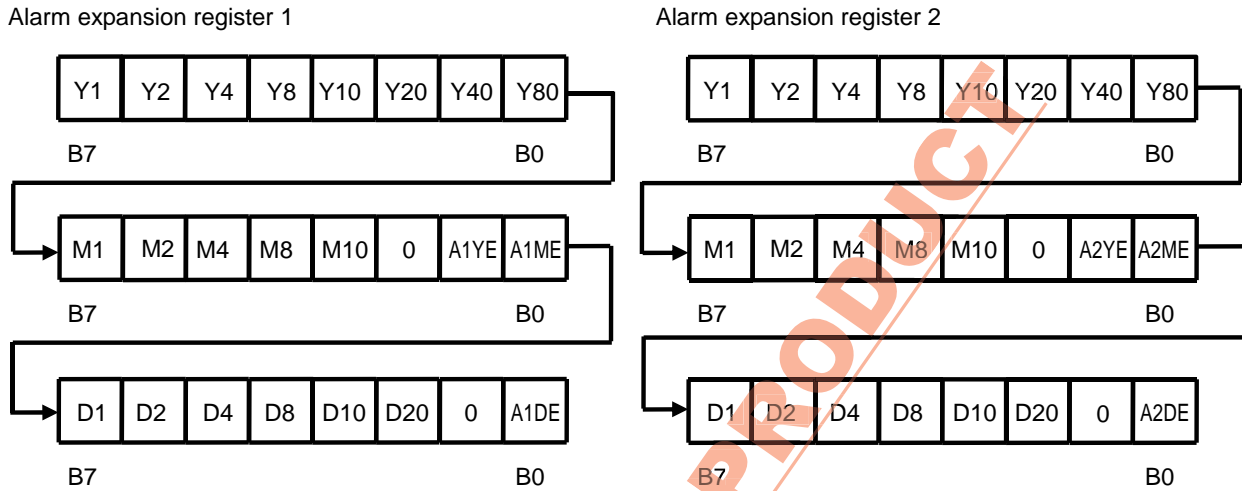 Alarm expansion register 1
Y1 Y2 Y4 Y8 Y10 Y20 Y40 Y80
B7 B0
M1 M2 M4 M8 M10 0 A1YE A1ME
B7 B0
D1 D2 D4 D8 D10 D20 0 A1DE
B7 B0
Alarm expansion register 2
Y1 Y2 Y4 Y8 Y10 Y20 Y40 Y80
B7 B0
M1 M2 M4 M8 M10 0 A2YE A2ME
B7 B0
D1 D2 D4 D8 D10 D20 0 A2DE
B7 B0
PRODUCT